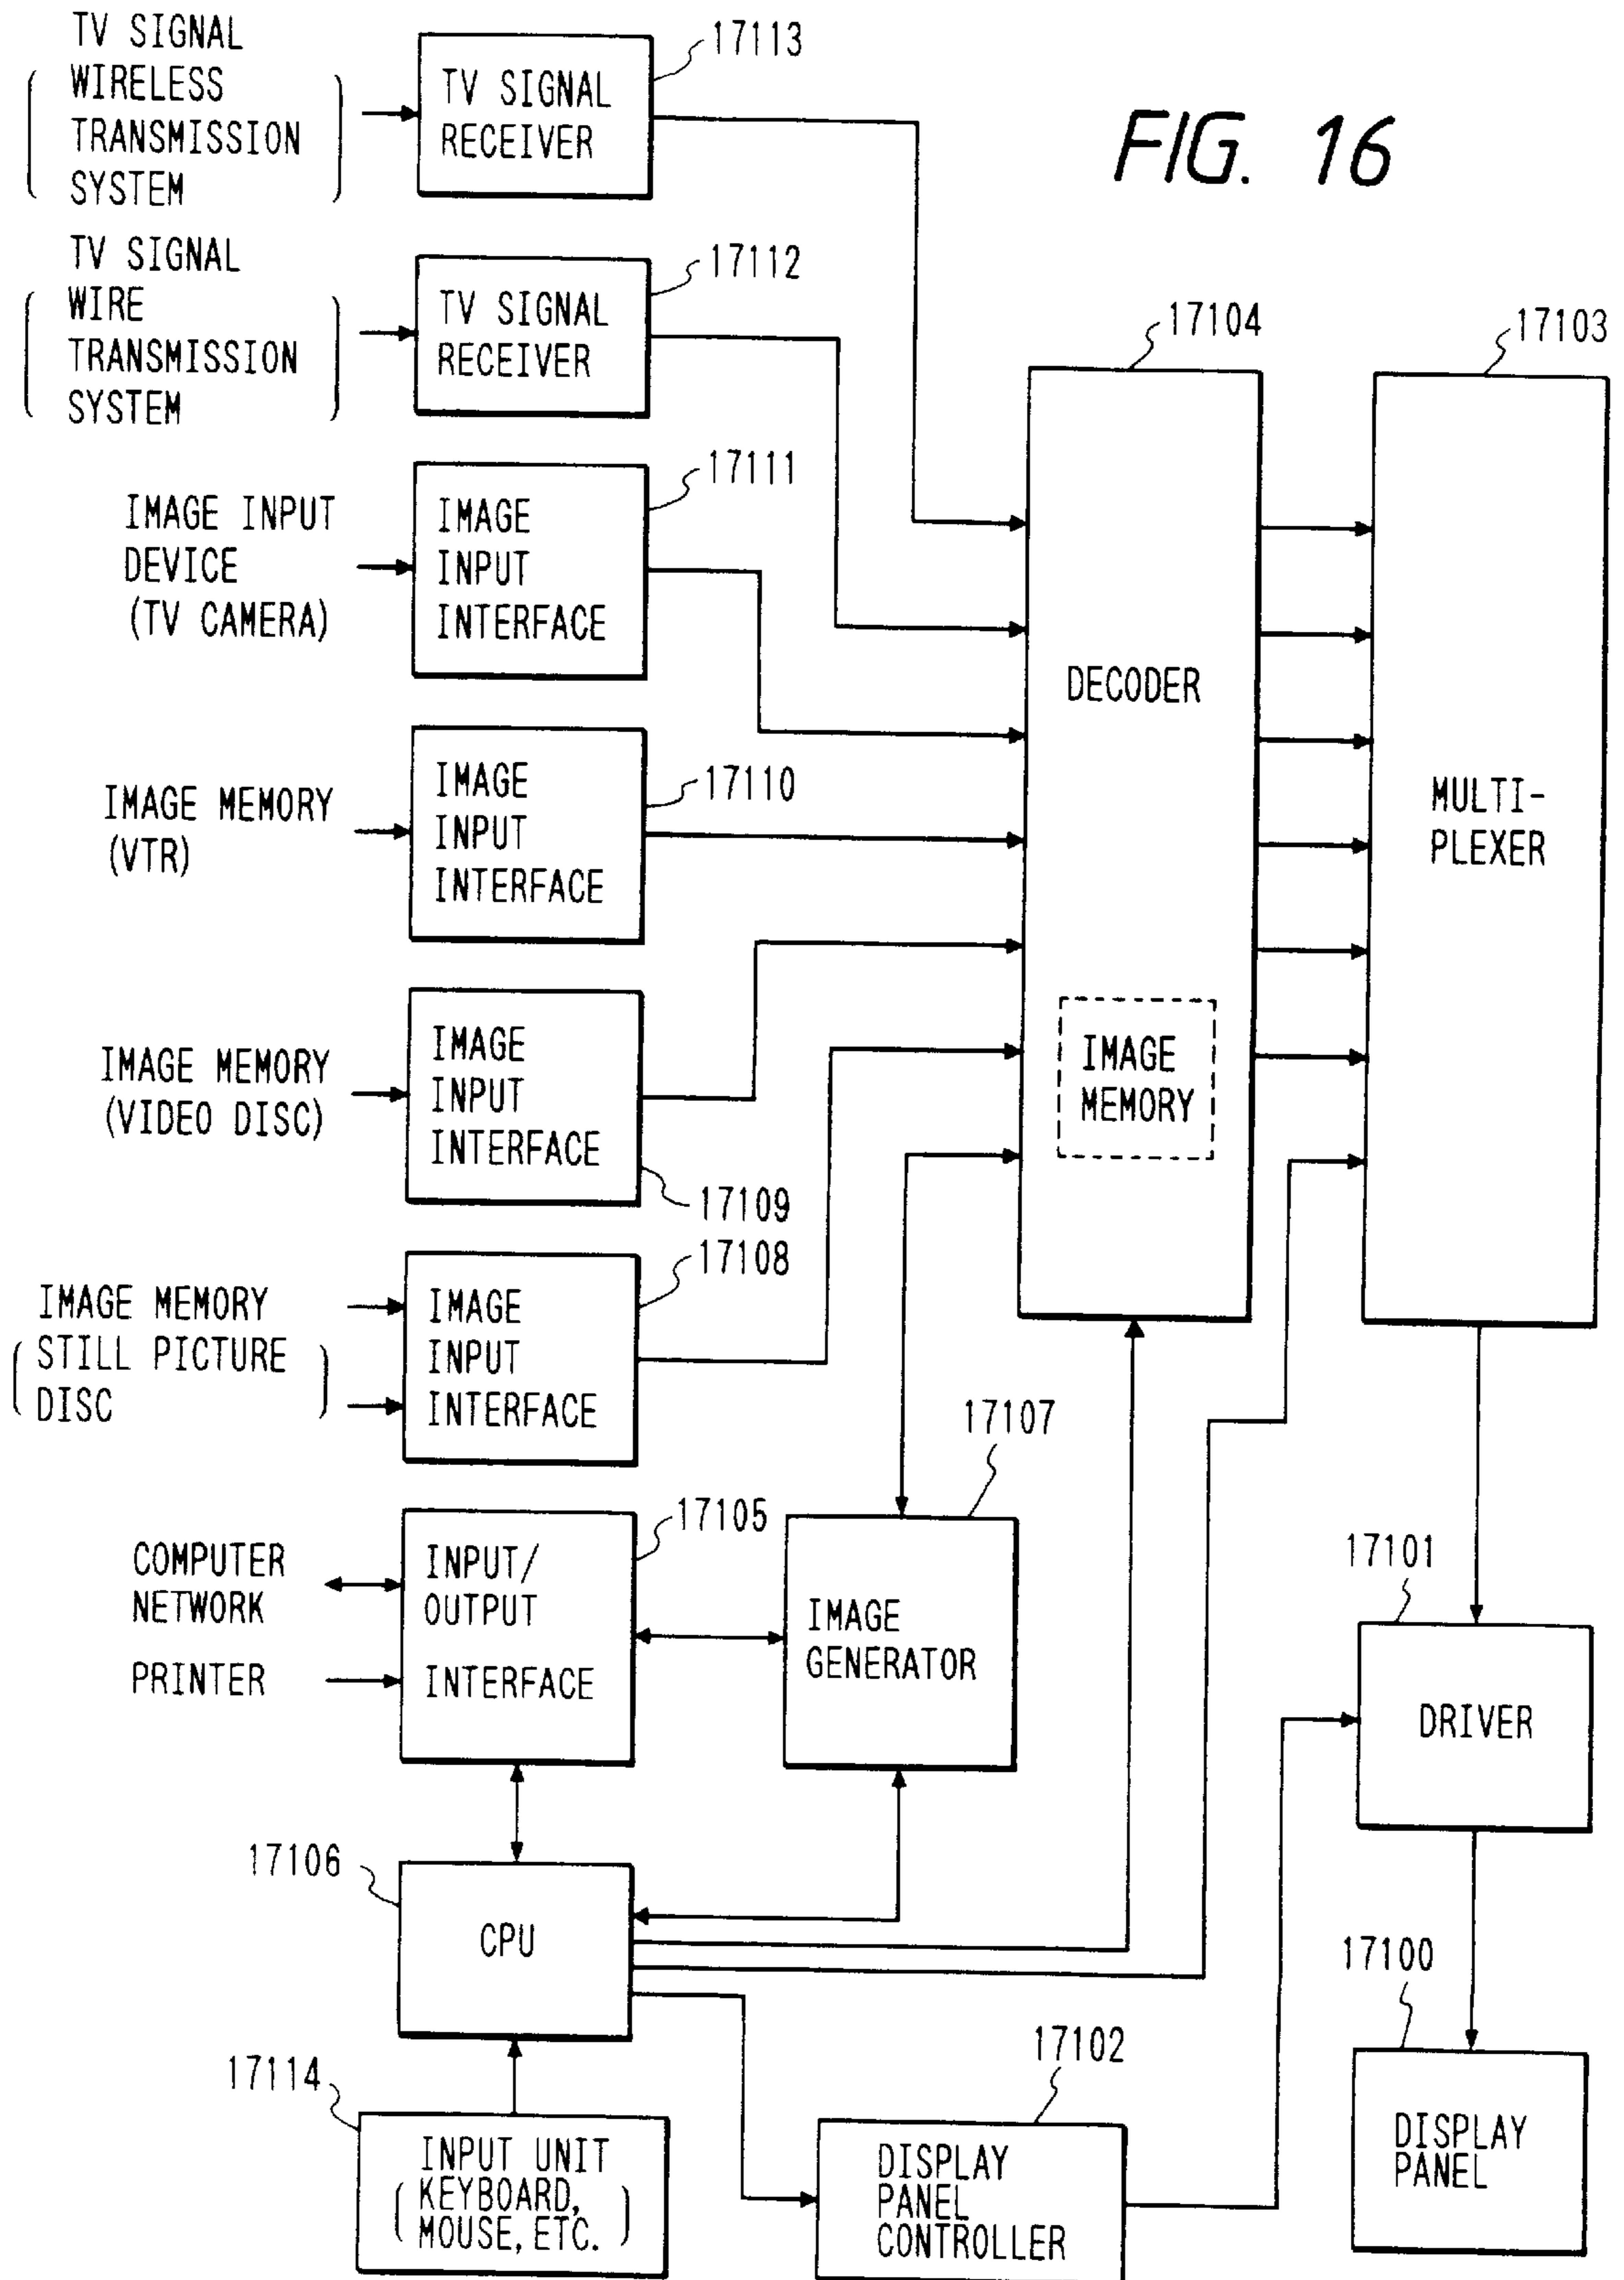 FIG. 16
TV SIGNAL
WIRELESS
TRANSMISSION
SYSTEM
TV SIGNAL
RECEIVER
17113
TV SIGNAL
WIRE
TRANSMISSION
SYSTEM
TV SIGNAL
RECEIVER
17112
IMAGE INPUT
DEVICE
(TV CAMERA)
IMAGE
INPUT
INTERFACE
17111
IMAGE MEMORY
(VTR)
IMAGE
INPUT
INTERFACE
17110
IMAGE MEMORY
(VIDEO DISC)
IMAGE
INPUT
INTERFACE
17109
IMAGE MEMORY
STILL PICTURE
DISC
IMAGE
INPUT
INTERFACE
17108
17104
DECODER
IMAGE
MEMORY
17103
MULTI-
PLEXER
COMPUTER
NETWORK
PRINTER
INPUT/
OUTPUT
INTERFACE
17105
17107
IMAGE
GENERATOR
17101
DRIVER
17106
CPU
17100
DISPLAY
PANEL
17114
INPUT UNIT
KEYBOARD,
MOUSE, ETC.
17102
DISPLAY
PANEL
CONTROLLER